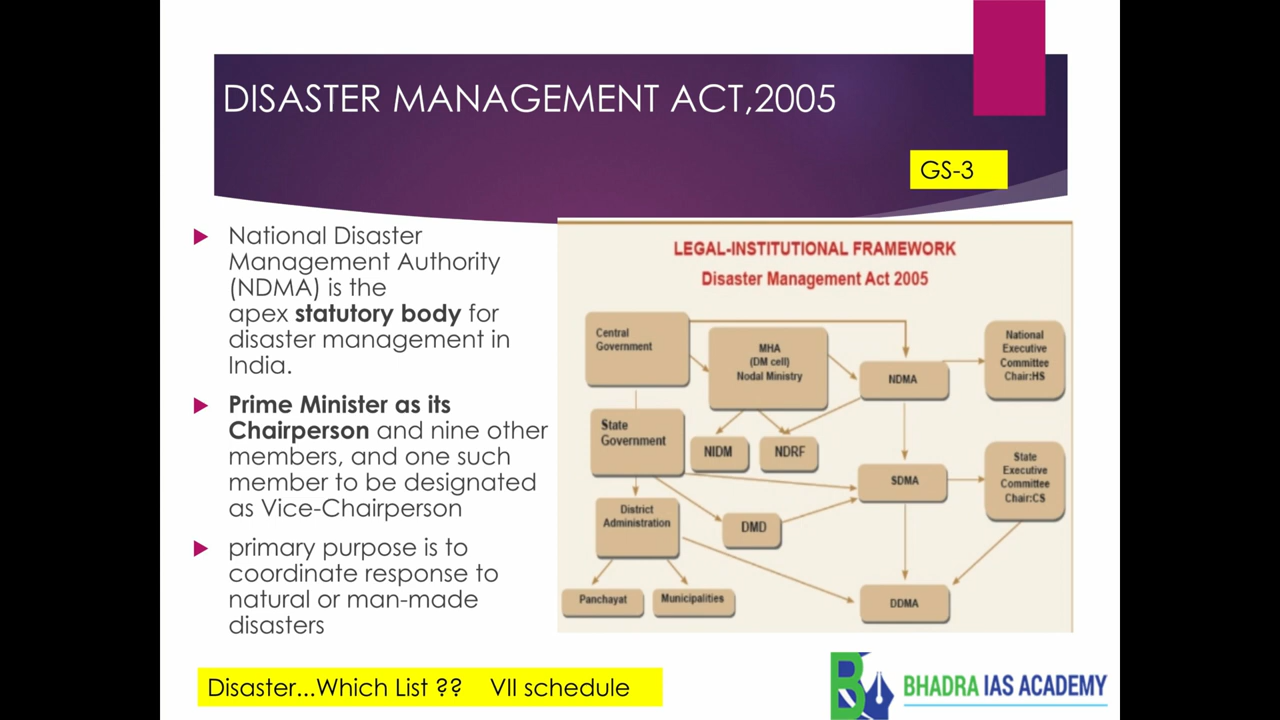 DISASTER MANAGEMENT ACT,2005
GS-3
National Disaster
Management Authority
(NDMA) is the
apex statutory body for
disaster management in
India.
Prime Minister as its
Chairperson and nine other
members, and one such
member to be designated
as Vice-Chairperson
primary purpose is to
coordinate response to
natural or man-made
disasters
LEGAL-INSTITUTIONAL FRAMEWORK
Disaster Management Act 2005
Central
Government
MHA
(DM cell)
Nodal Ministry
NDMA
National
Executive
Committee
Chair:HS
State
Government
NIDM
NDRF
SDMA
State
Executive
Committee
Chair:CS
District
Administration
DMD
Panchayat
Municipalities
DDMA
Disaster...Which List ?? VII schedule
BHADRA IAS ACADEMY